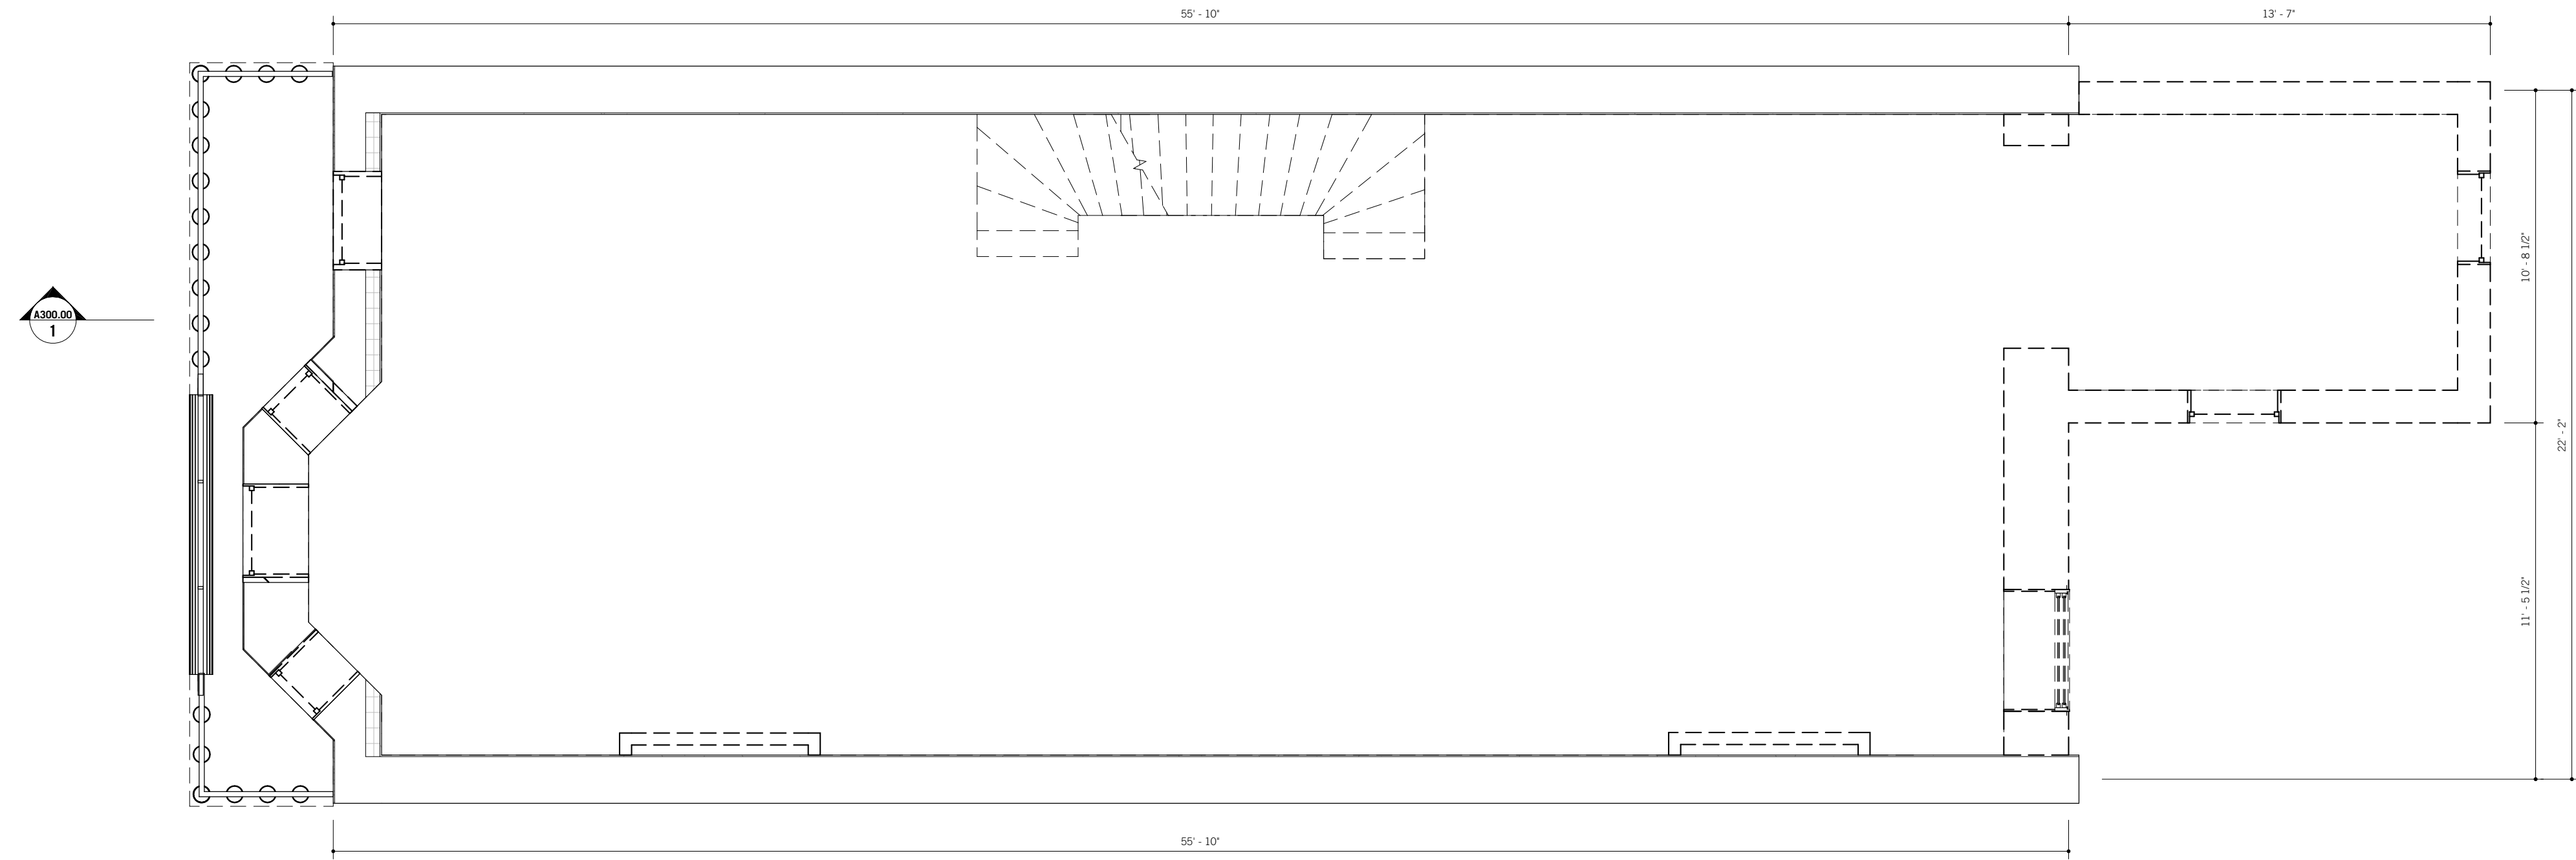 55' - 10"
13' - 7"
10' - 8 1/2"
A300.00
1
22' - 2"
11' - 5 1/2"
55' - 10"